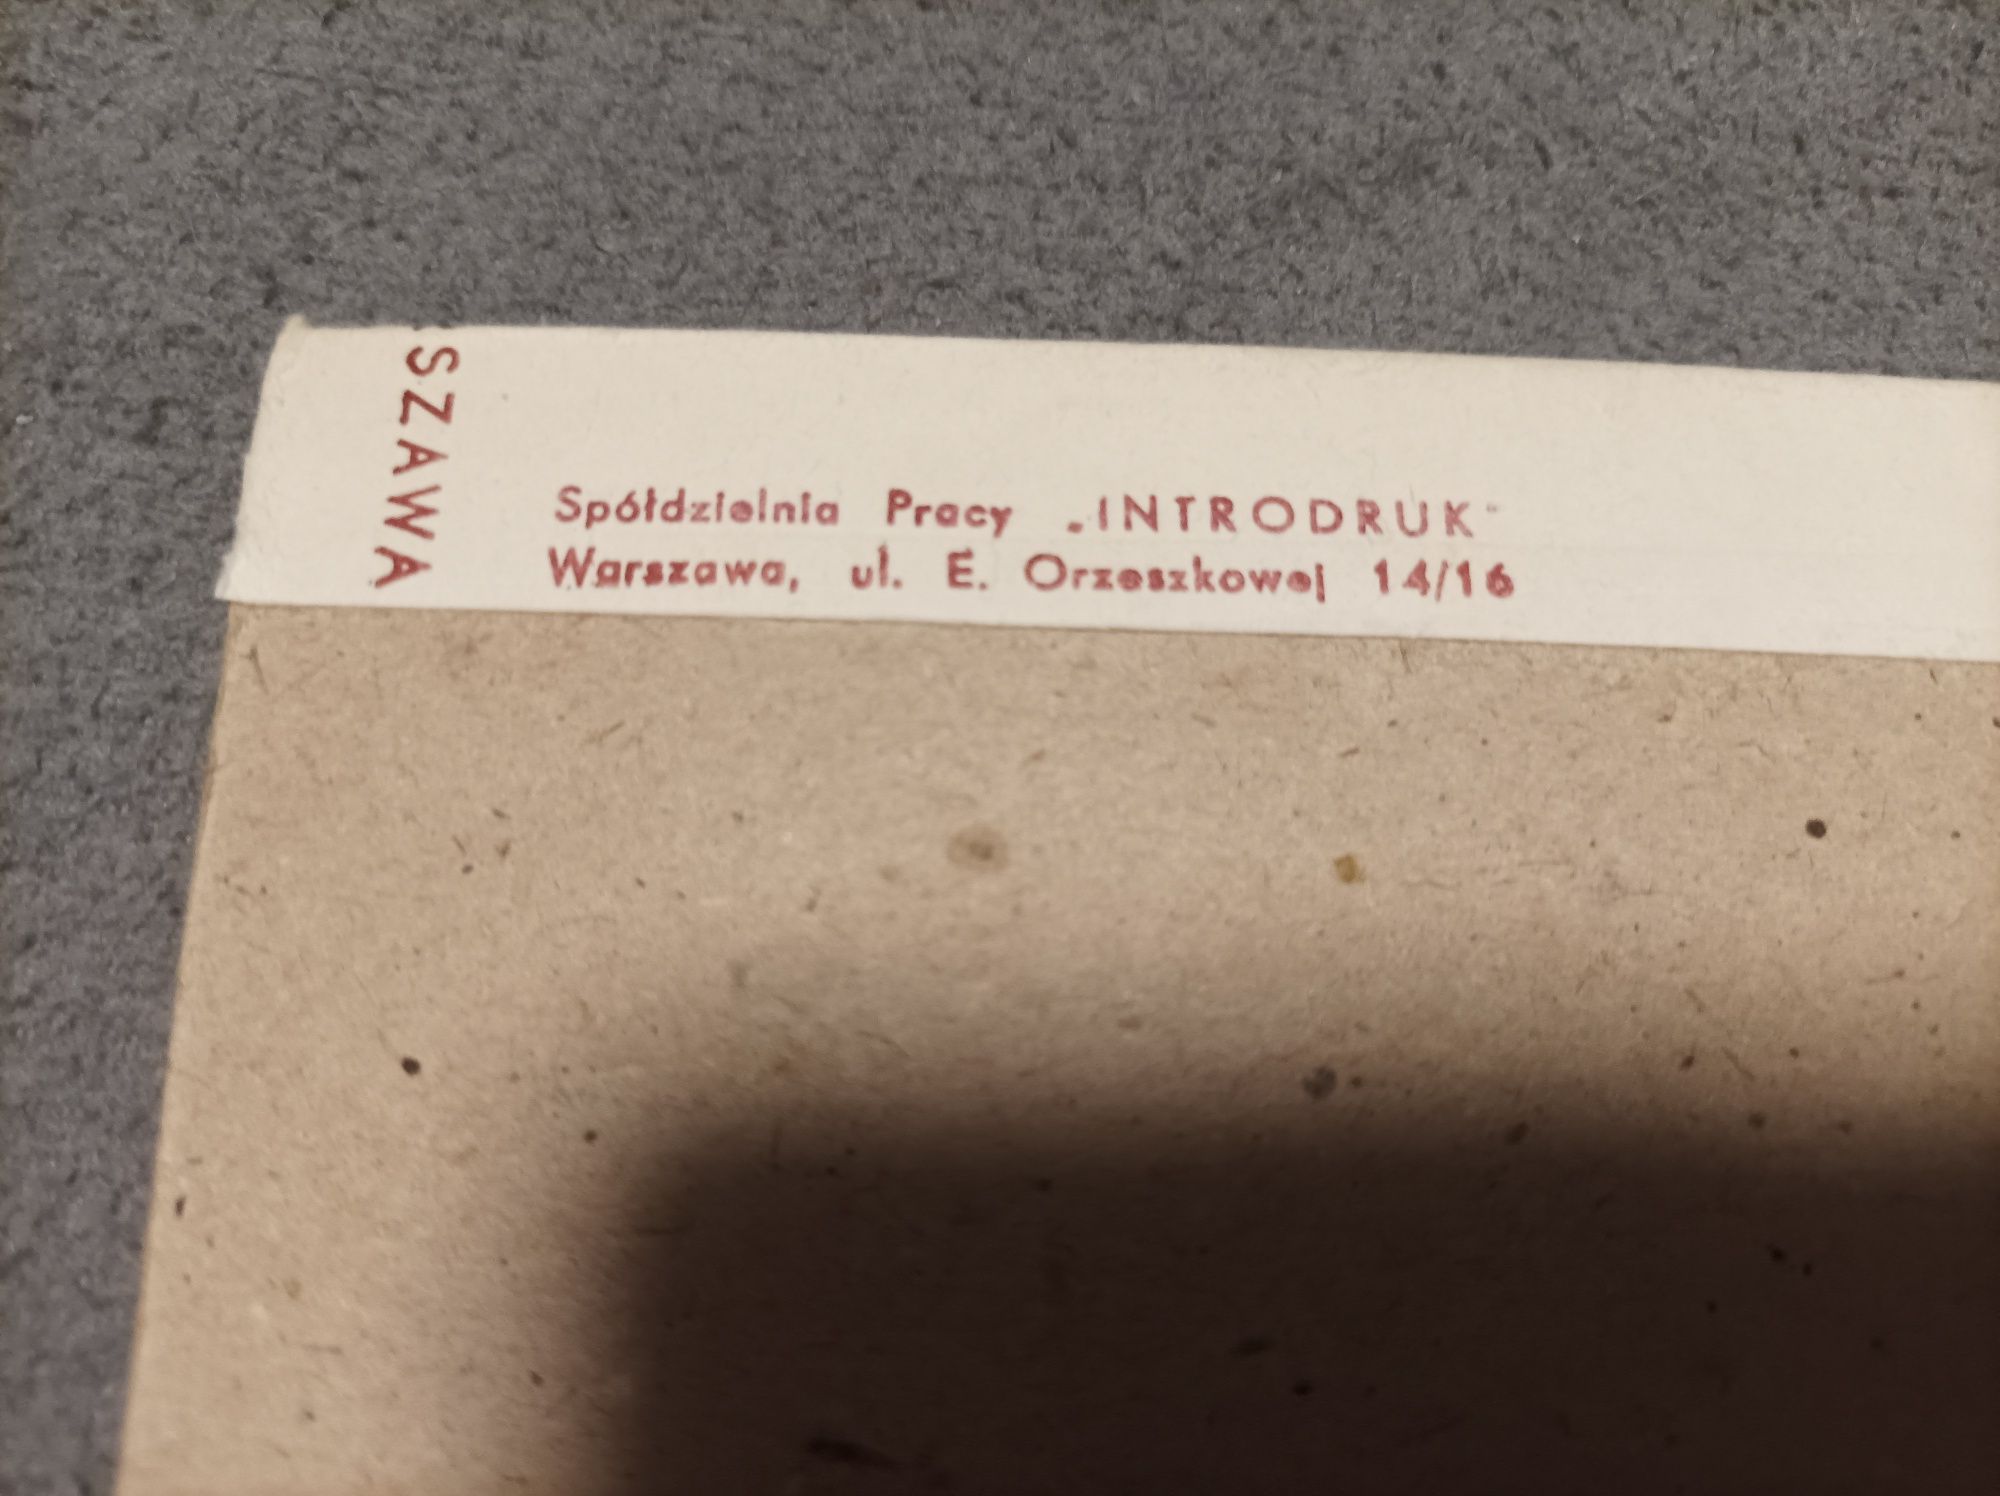 SZAWA
Spółdzielnia Pracy „INTRODRUK"
Warszawa, ul. E. Orzeszkowej 14/16